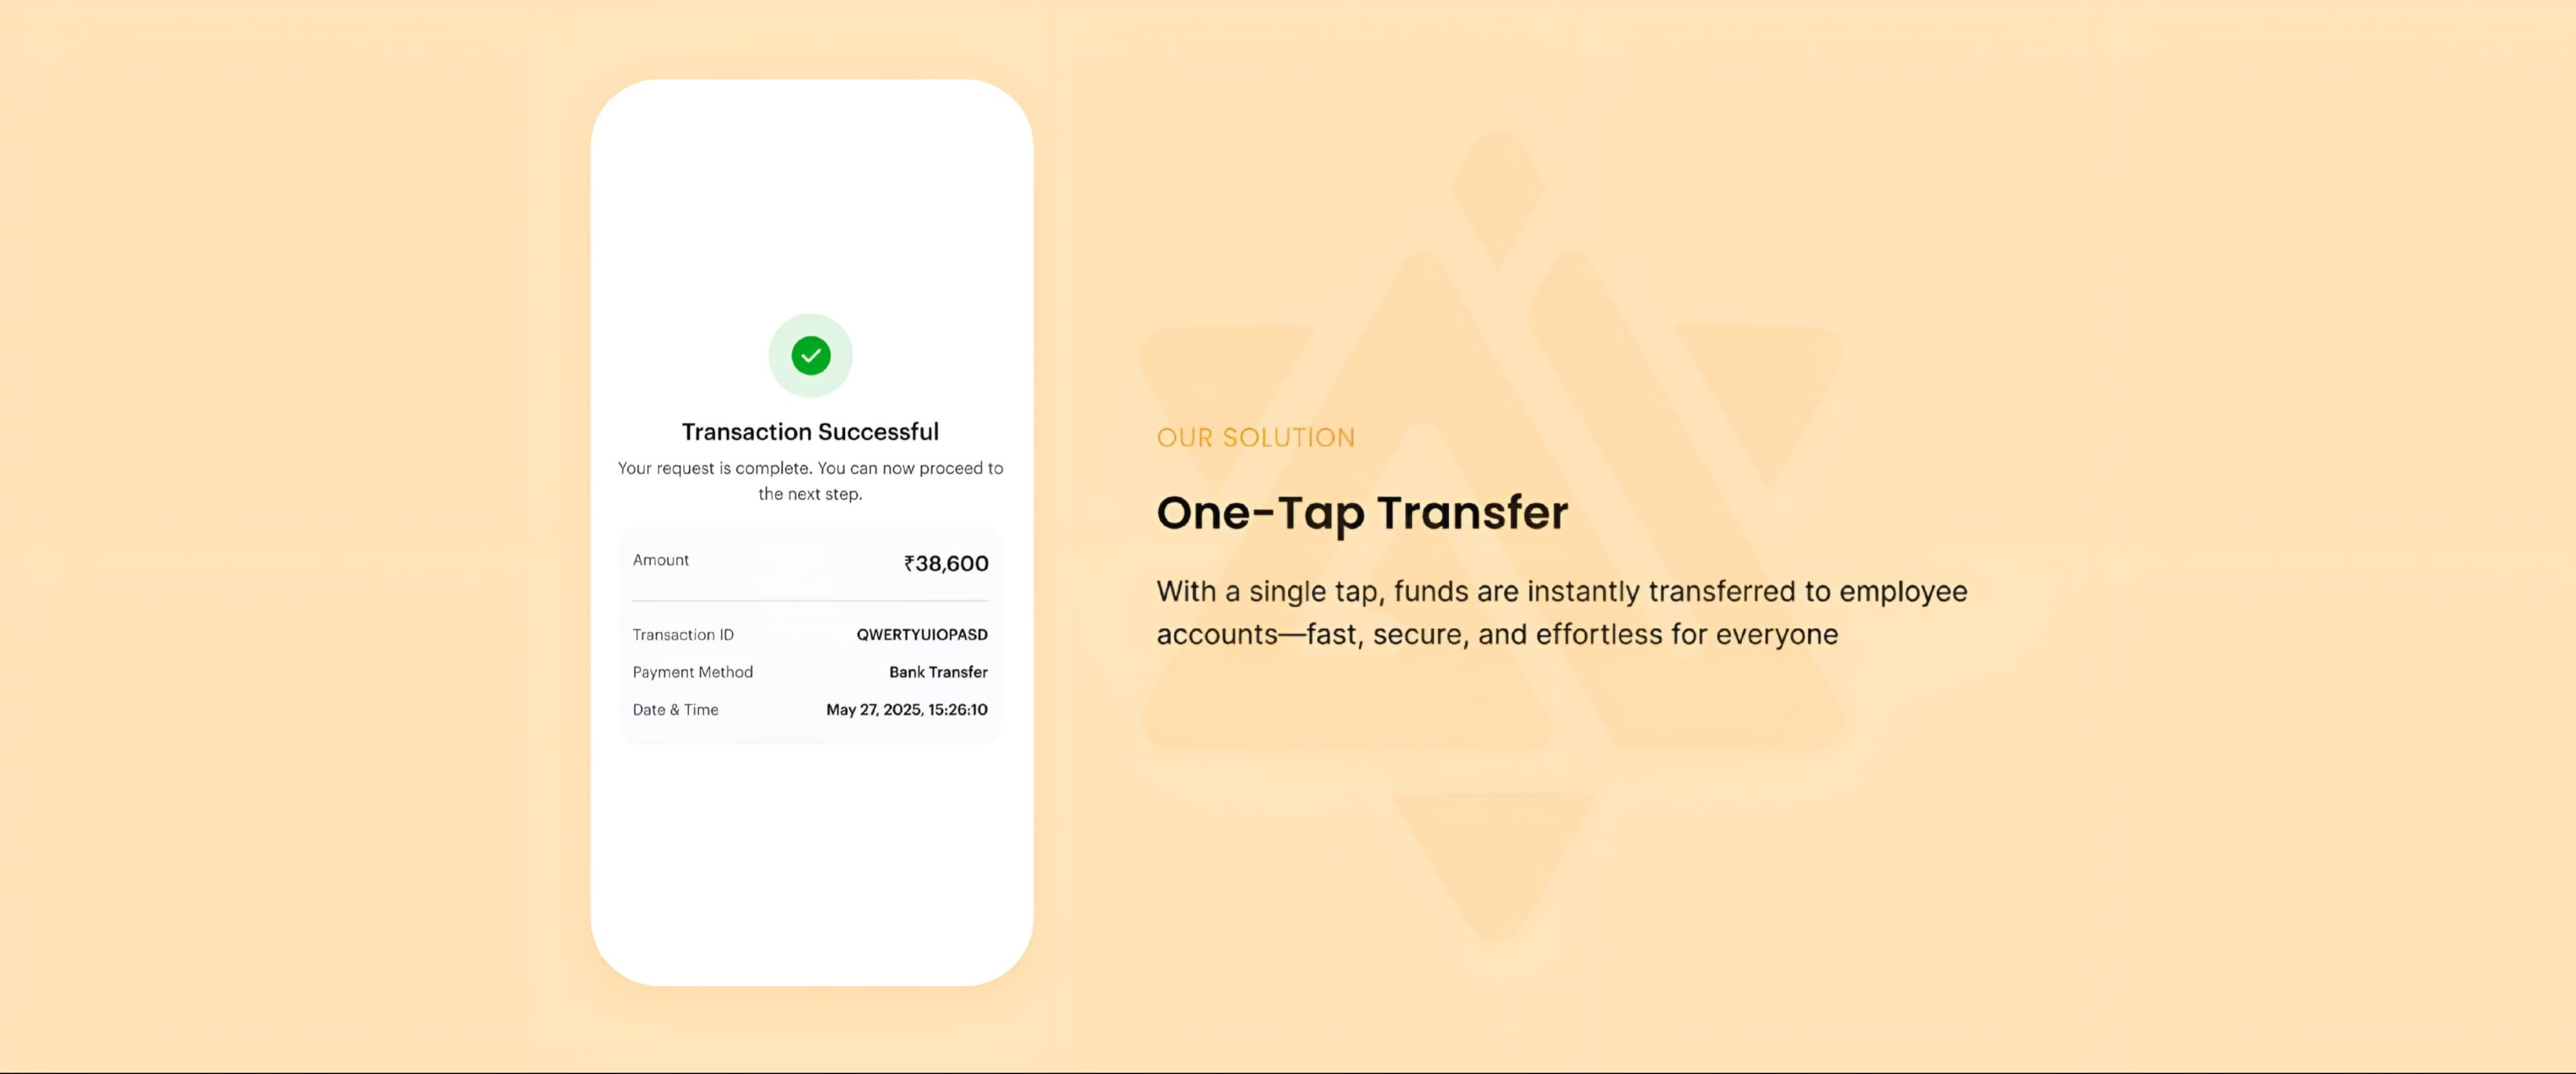 Transaction Successful
Your request is complete. You can now proceed to
the next step.
Amount ₹38,600
Transaction ID QWERTYUIOPASD
Payment Method Bank Transfer
Date & Time May 27, 2025, 15:26:10
OUR SOLUTION
One-Tap Transfer
With a single tap, funds are instantly transferred to employee
accounts—fast, secure, and effortless for everyone